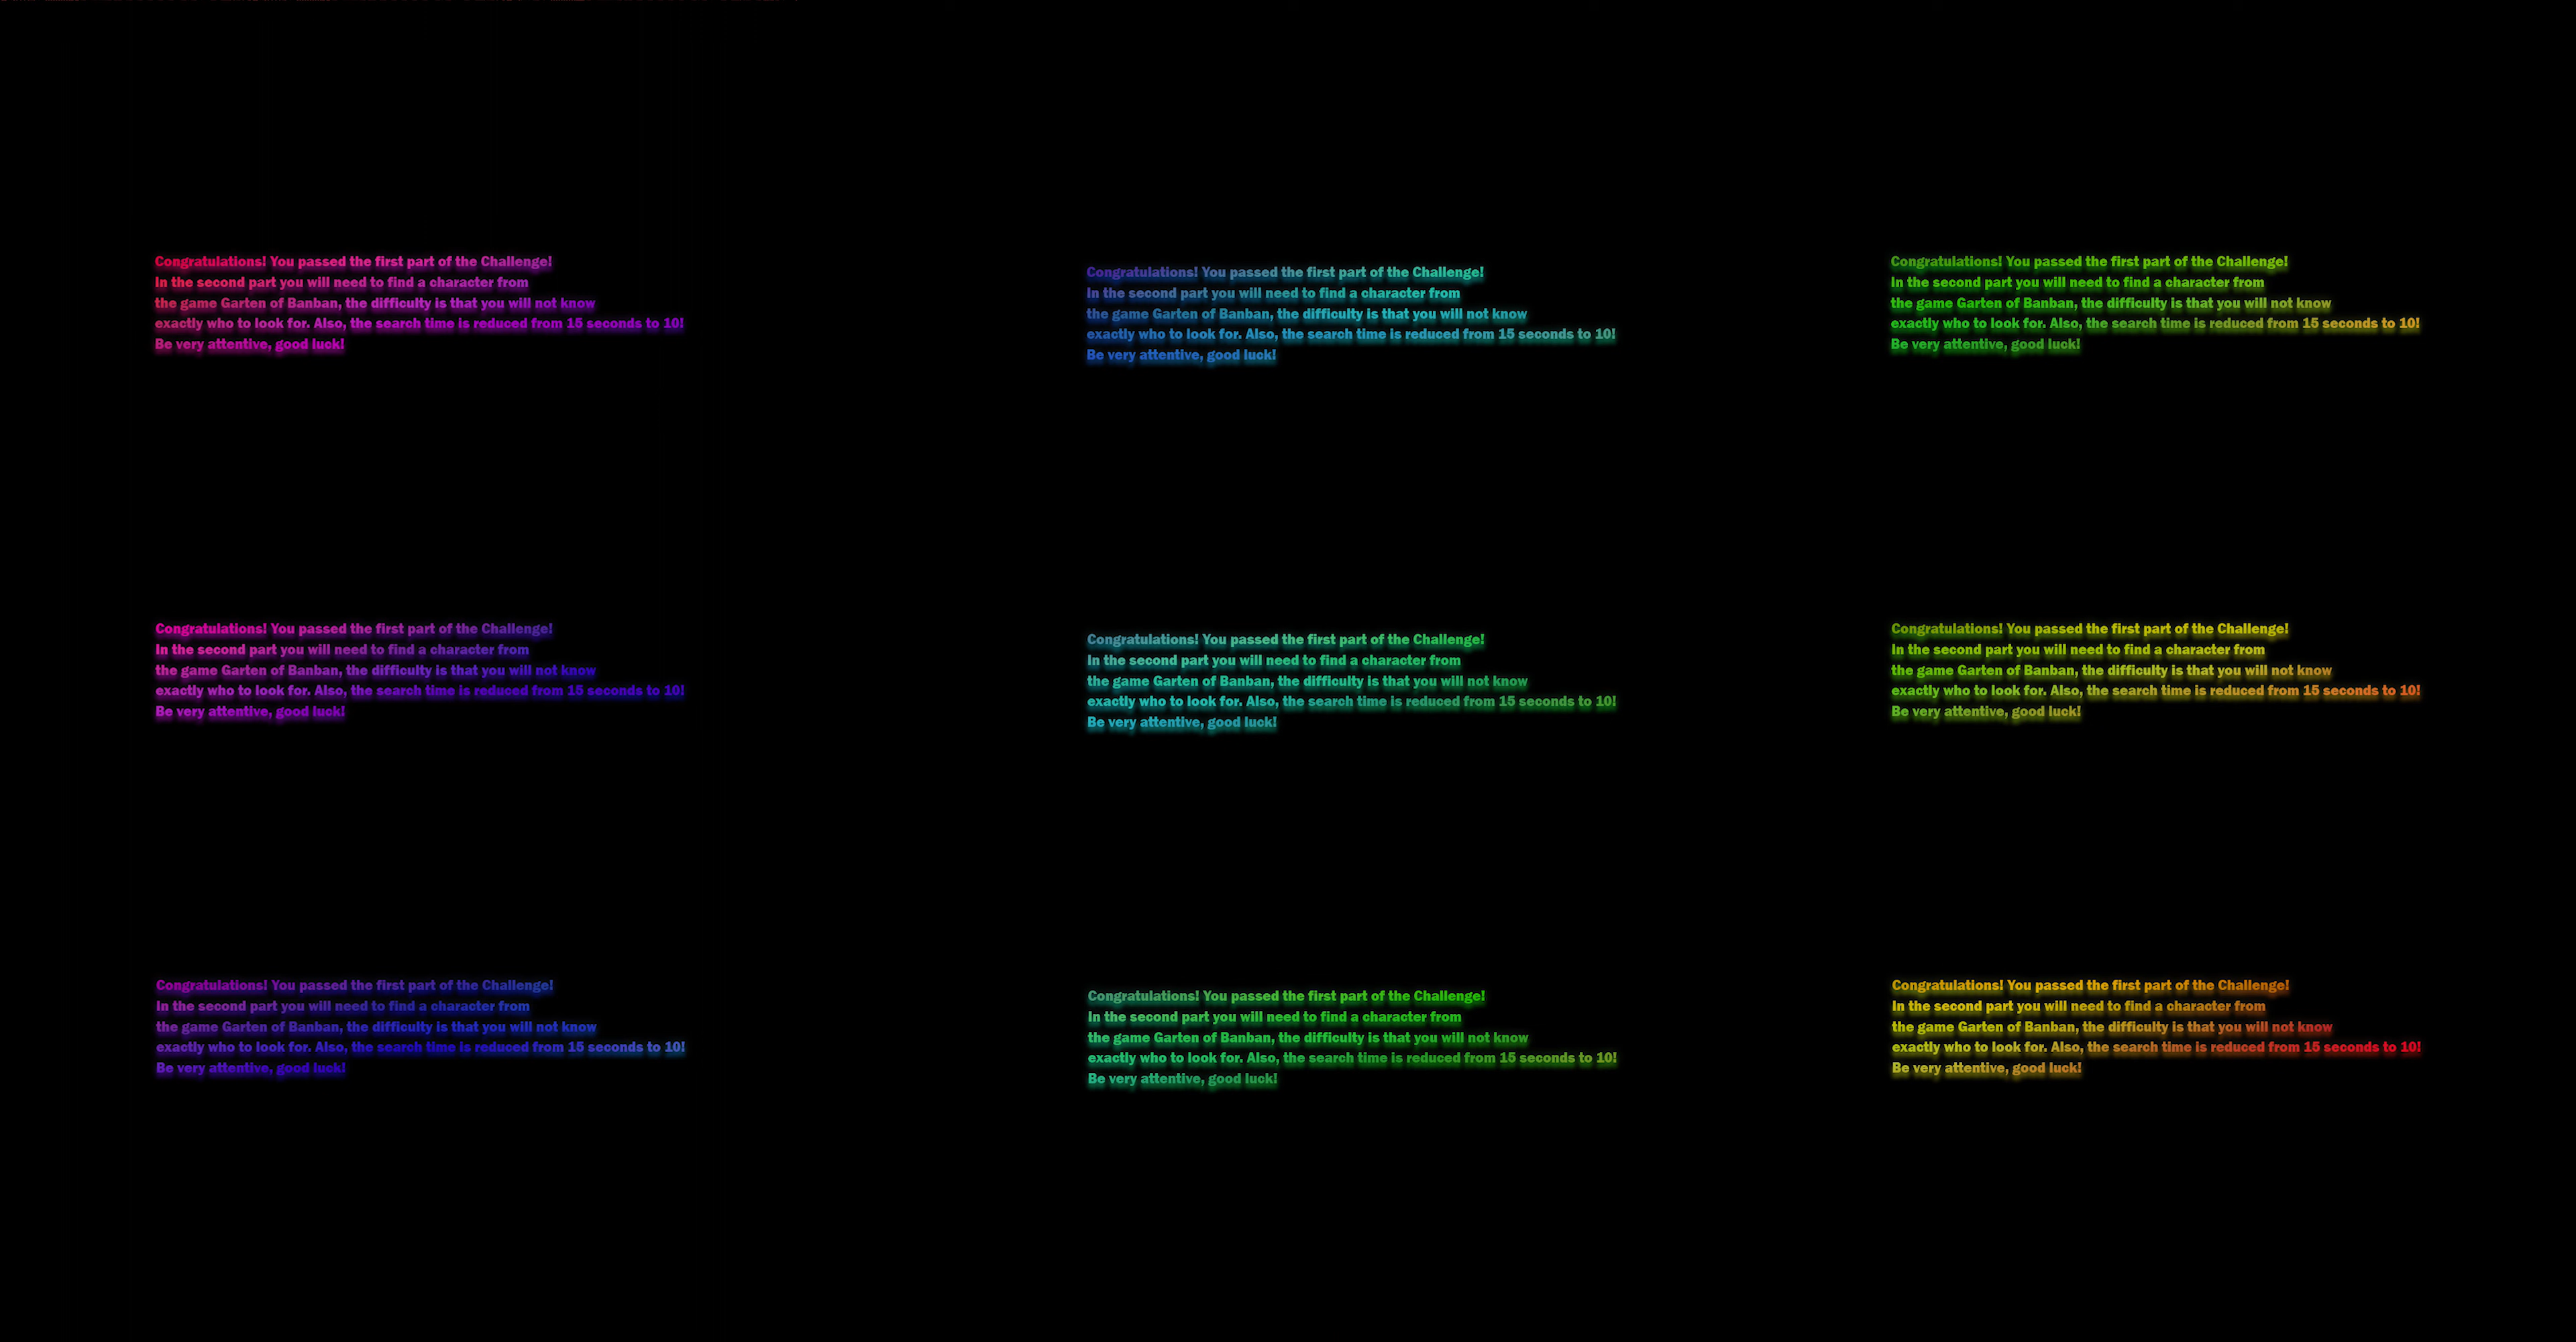 Congratulations! You passed the first part of the Challenge!
In the second part you will need to find a character from
the game Garten of Banban, the difficulty is that you will not know
exactly who to look for. Also, the search time is reduced from 15 seconds to 10!
Be very attentive, good luck!
Congratulations! You passed the first part of the Challenge!
In the second part you will need to find a character from
the game Garten of Banban, the difficulty is that you will not know
exactly who to look for. Also, the search time is reduced from 15 seconds to 10!
Be very attentive, good luck!
Congratulations! You passed the first part of the Challenge!
In the second part you will need to find a character from
the game Garten of Banban, the difficulty is that you will not know
exactly who to look for. Also, the search time is reduced from 15 seconds to 10!
Be very attentive, good luck!
Congratulations! You passed the first part of the Challenge!
In the second part you will need to find a character from
the game Garten of Banban, the difficulty is that you will not know
exactly who to look for. Also, the search time is reduced from 15 seconds to 10!
Be very attentive, good luck!
Congratulations! You passed the first part of the Challenge!
In the second part you will need to find a character from
the game Garten of Banban, the difficulty is that you will not know
exactly who to look for. Also, the search time is reduced from 15 seconds to 10!
Be very attentive, good luck!
Congratulations! You passed the first part of the Challenge!
In the second part you will need to find a character from
the game Garten of Banban, the difficulty is that you will not know
exactly who to look for. Also, the search time is reduced from 15 seconds to 10!
Be very attentive, good luck!
Congratulations! You passed the first part of the Challenge!
In the second part you will need to find a character from
the game Garten of Banban, the difficulty is that you will not know
exactly who to look for. Also, the search time is reduced from 15 seconds to 10!
Be very attentive, good luck!
Congratulations! You passed the first part of the Challenge!
In the second part you will need to find a character from
the game Garten of Banban, the difficulty is that you will not know
exactly who to look for. Also, the search time is reduced from 15 seconds to 10!
Be very attentive, good luck!
Congratulations! You passed the first part of the Challenge!
In the second part you will need to find a character from
the game Garten of Banban, the difficulty is that you will not know
exactly who to look for. Also, the search time is reduced from 15 seconds to 10!
Be very attentive, good luck!